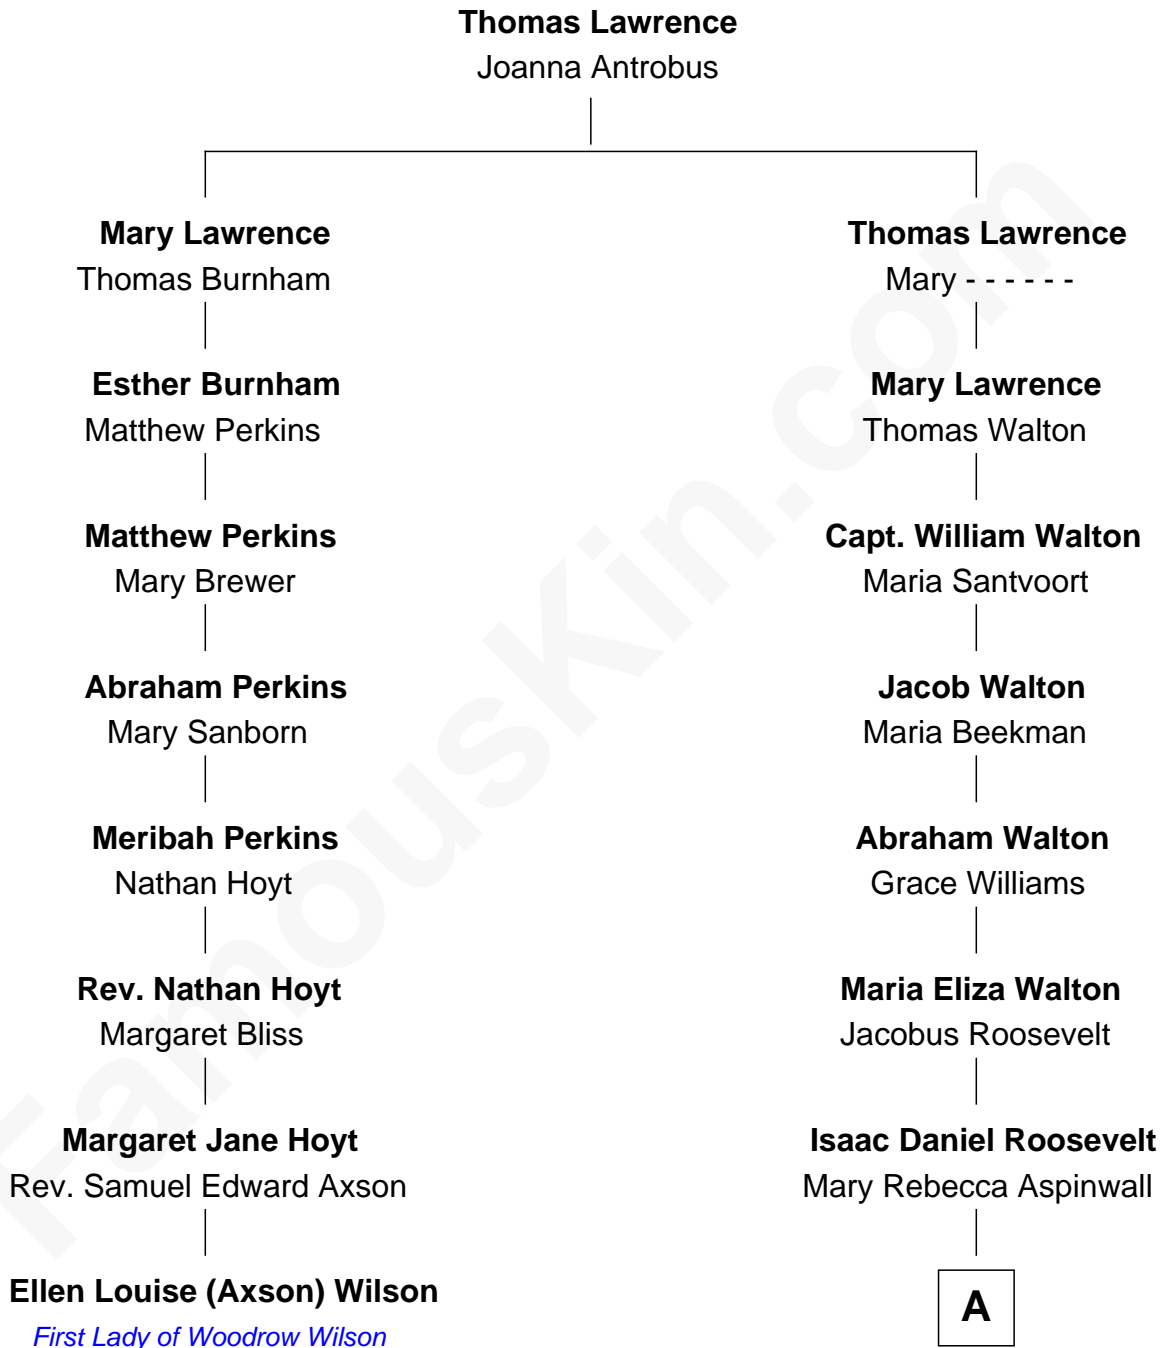 Thomas Lawrence
Joanna Antrobus
Mary Lawrence
Thomas Burnham
Thomas Lawrence
Mary - - - - - -
Esther Burnham
Matthew Perkins
Mary Lawrence
Thomas Walton
Matthew Perkins
Mary Brewer
Capt. William Walton
Maria Santvoort
Abraham Perkins
Mary Sanborn
Jacob Walton
Maria Beekman
Meribah Perkins
Nathan Hoyt
Abraham Walton
Grace Williams
Rev. Nathan Hoyt
Margaret Bliss
Maria Eliza Walton
Jacobus Roosevelt
Margaret Jane Hoyt
Rev. Samuel Edward Axson
Isaac Daniel Roosevelt
Mary Rebecca Aspinwall
Ellen Louise (Axson) Wilson
First Lady of Woodrow Wilson
A
FamousKin.com